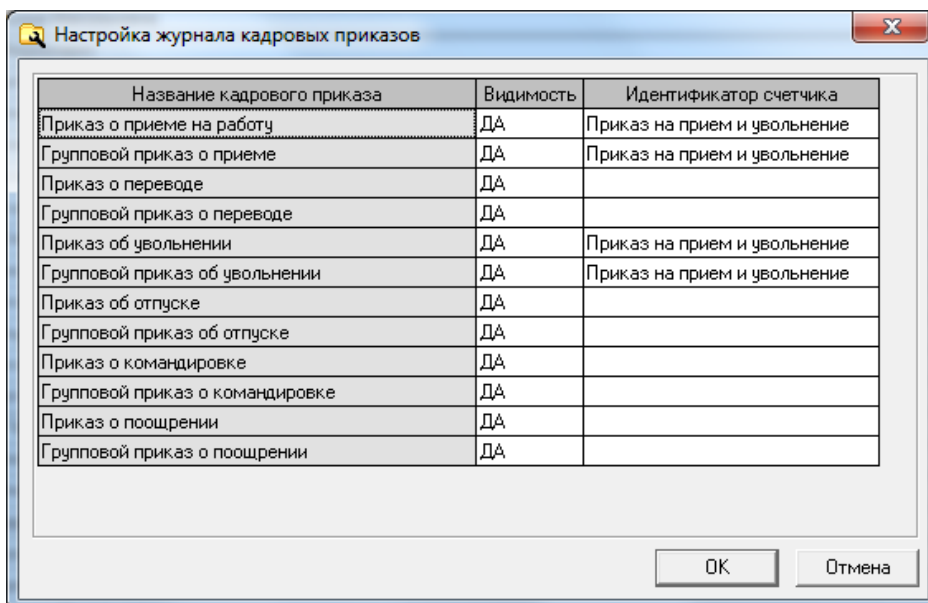 Настройка журнала кадровых приказов
Название кадрового приказа Видимость Идентификатор счетчика
Приказ о приеме на работу ДА Приказ на прием и увольнение
Групповой приказ о приеме ДА Приказ на прием и увольнение
Приказ о переводе ДА
Групповой приказ о переводе ДА
Приказ об увольнении ДА Приказ на прием и увольнение
Групповой приказ об увольнении ДА Приказ на прием и увольнение
Приказ об отпуске ДА
Групповой приказ об отпуске ДА
Приказ о командировке ДА
Групповой приказ о командировке ДА
Приказ о поощрении ДА
Групповой приказ о поощрении ДА
OK Отмена